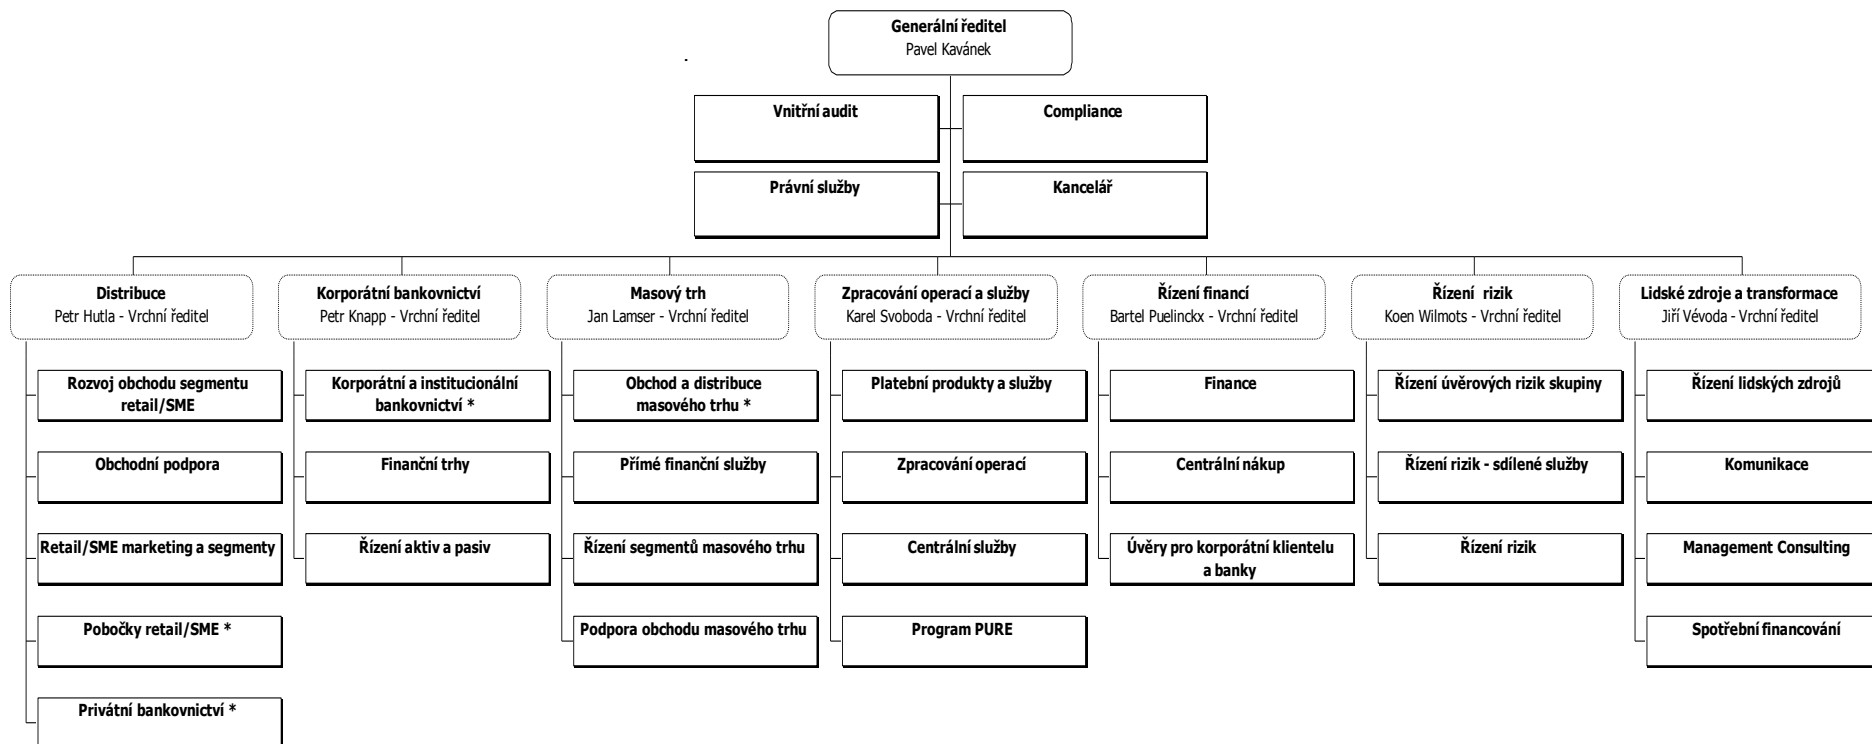 Generální ředitel
Pavel Kavánek
Vnitřní audit
Compliance
Právní služby
Kancelář
Distribuce
Petr Hutla - Vrchní ředitel
Korporátní bankovnictví
Petr Knapp - Vrchní ředitel
Masový trh
Jan Lamser - Vrchní ředitel
Zpracování operací a služby
Karel Svoboda - Vrchní ředitel
Řízení financí
Bartel Puelinckx - Vrchní ředitel
Řízení rizik
Koen Wilmots - Vrchní ředitel
Lidské zdroje a transformace
Jiří Vévoda - Vrchní ředitel
Rozvoj obchodu segmentu
retail/SME
Obchodní podpora
Retail/SME marketing a segmenty
Pobočky retail/SME *
Privátní bankovnictví *
Korporátní a institucionální
bankovnictví *
Finanční trhy
Řízení aktiv a pasiv
Obchod a distribuce
masového trhu *
Přímé finanční služby
Řízení segmentů masového trhu
Podpora obchodu masového trhu
Platební produkty a služby
Zpracování operací
Centrální služby
Program PURE
Finance
Centrální nákup
Úvěry pro korporátní klientelu
a banky
Řízení úvěrových rizik skupiny
Řízení rizik - sdílené služby
Řízení rizik
Řízení lidských zdrojů
Komunikace
Management Consulting
Spotřební financování